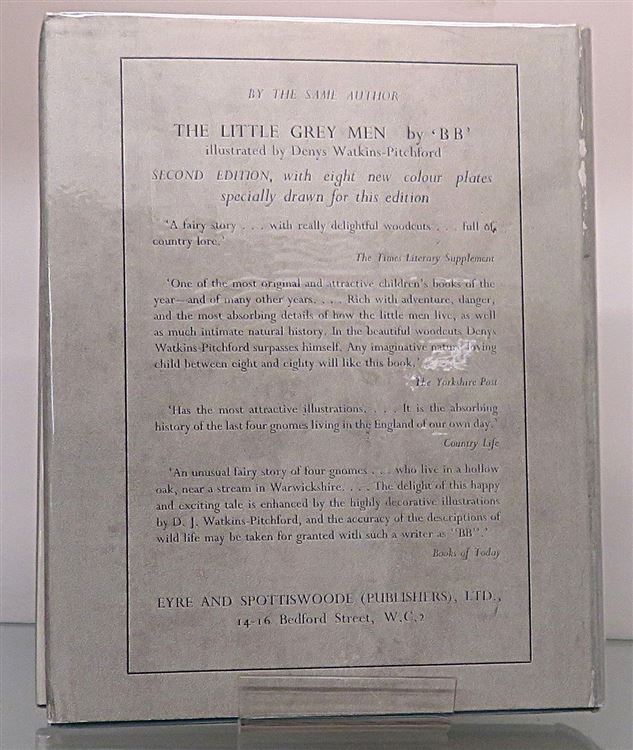 BY THE SAME AUTHOR
THE LITTLE GREY MEN by 'BB'
illustrated by Denys Watkins-Pitchford
SECOND EDITION, with eight new colour plates
specially drawn for this edition
'A fairy story . . . with really delightful woodcuts . . . full of
country lore.'
The Times Literary Supplement
'One of the most original and attractive children's books of the
year—and of many other years. . . . Rich with adventure, danger,
and the most absorbing details of how the little men live, as well
as much intimate natural history. In the beautiful woodcuts Denys
Watkins-Pitchford surpasses himself. Any imaginative nature-loving
child between eight and eighty will like this book.'
The Yorkshire Post
'Has the most attractive illustrations. . . . It is the absorbing
history of the last four gnomes living in the England of our own day.'
Country Life
'An unusual fairy story of four gnomes . . . who live in a hollow
oak, near a stream in Warwickshire. . . . The delight of this happy
and exciting tale is enhanced by the highly decorative illustrations
by D. J. Watkins-Pitchford, and the accuracy of the descriptions of
wild life may be taken for granted with such a writer as "BB".'
Books of Today
EYRE AND SPOTTISWOODE (PUBLISHERS), LTD.,
14-16 Bedford Street, W.C.2